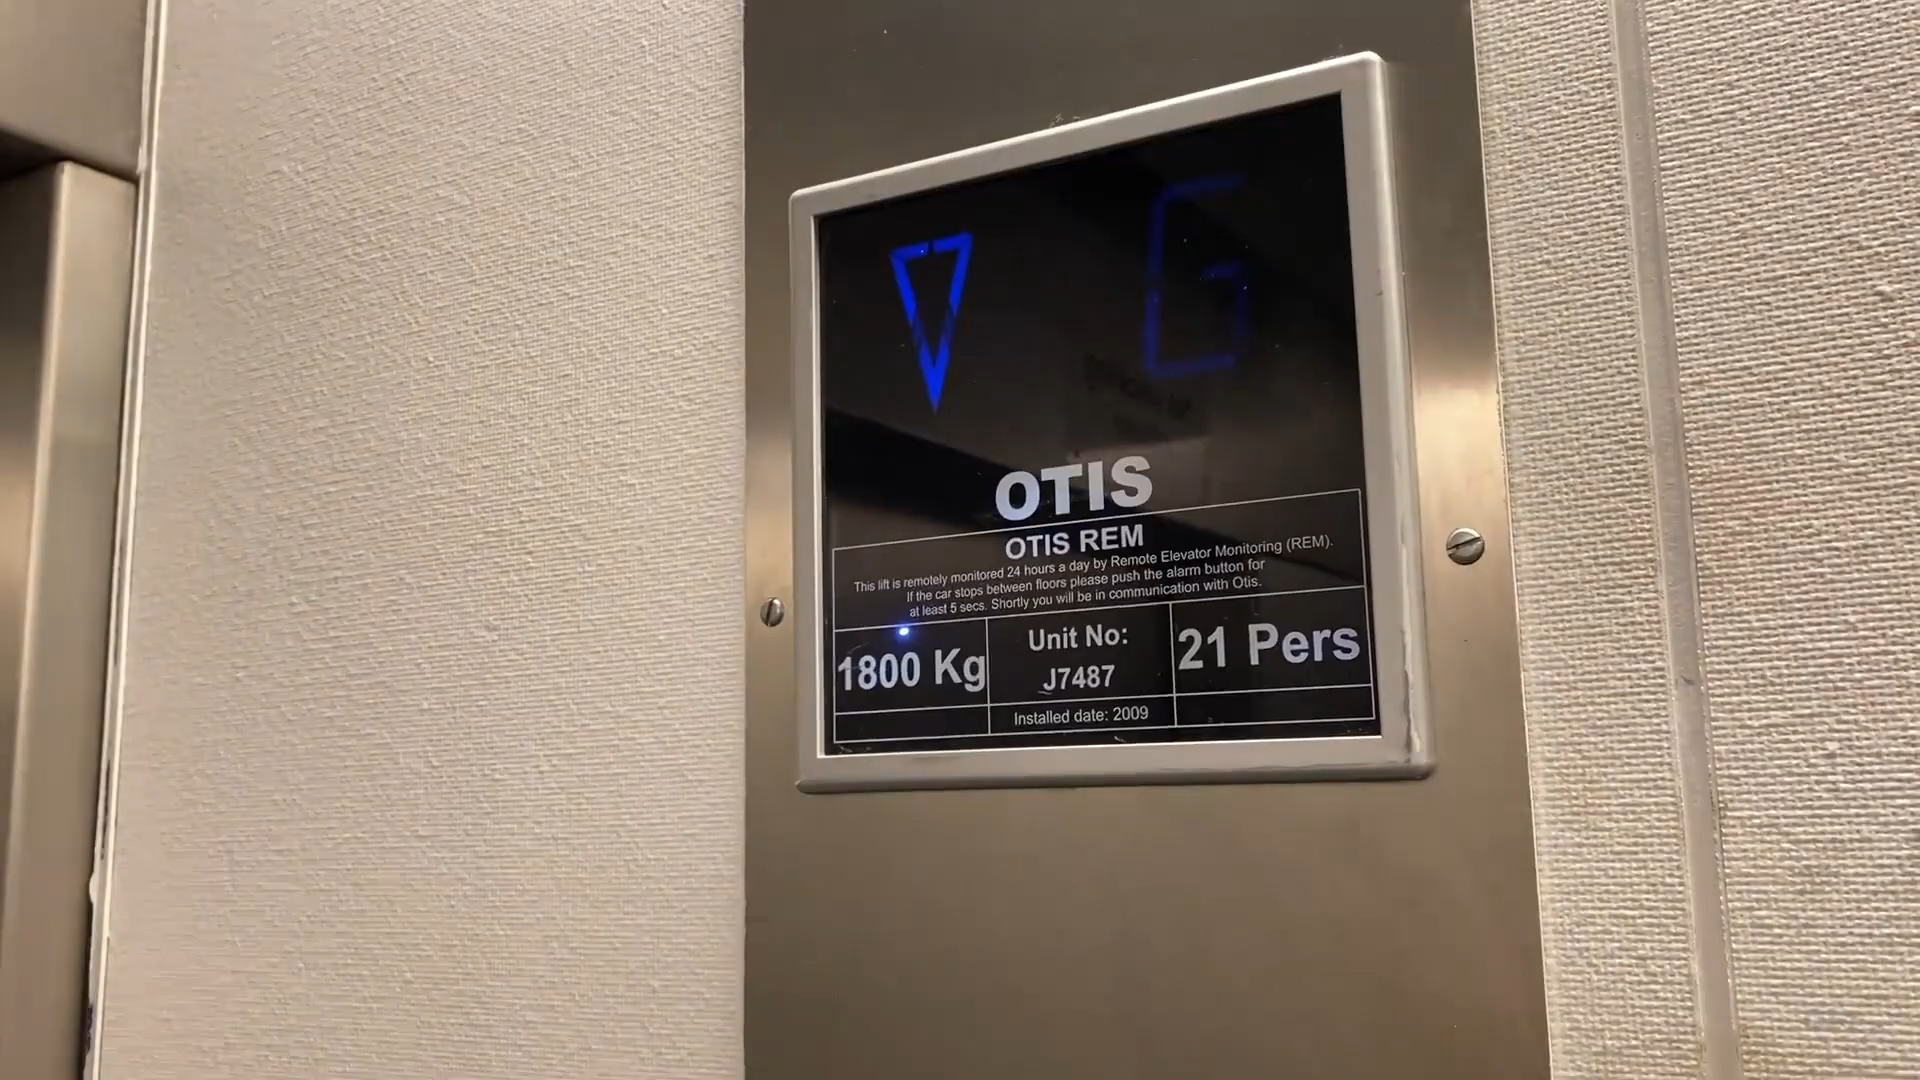 G
OTIS
OTIS REM
This lift is remotely monitored 24 hours a day by Remote Elevator Monitoring (REM).
If the car stops between floors please push the alarm button for
at least 5 secs. Shortly you will be in communication with Otis.
1800 Kg
Unit No:
J7487
21 Pers
Installed date: 2009